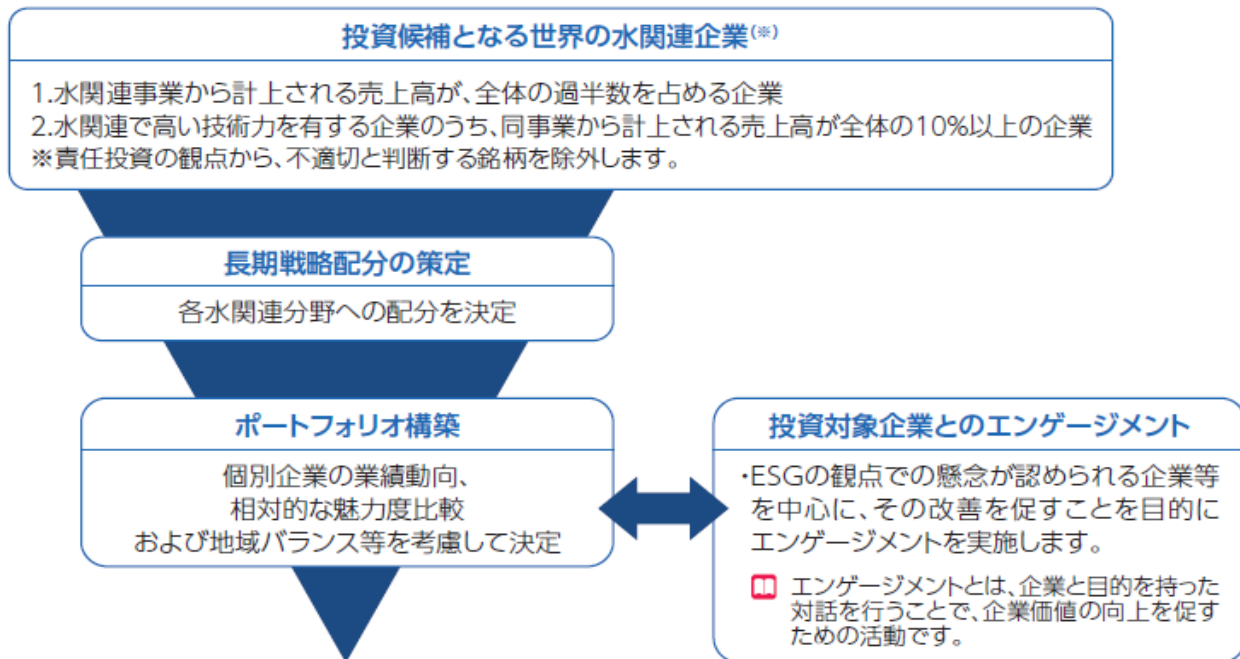 投資候補となる世界の水関連企業(※)
1.水関連事業から計上される売上高が、全体の過半数を占める企業
2.水関連で高い技術力を有する企業のうち、同事業から計上される売上高が全体の10%以上の企業
※責任投資の観点から、不適切と判断する銘柄を除外します。
長期戦略配分の策定
各水関連分野への配分を決定
ポートフォリオ構築
個別企業の業績動向、
相対的な魅力度比較
および地域バランス等を考慮して決定
投資対象企業とのエンゲージメント
・ESGの観点での懸念が認められる企業等
を中心に、その改善を促すことを目的に
エンゲージメントを実施します。
エンゲージメントとは、企業と目的を持った
対話を行うことで、企業価値の向上を促す
ための活動です。